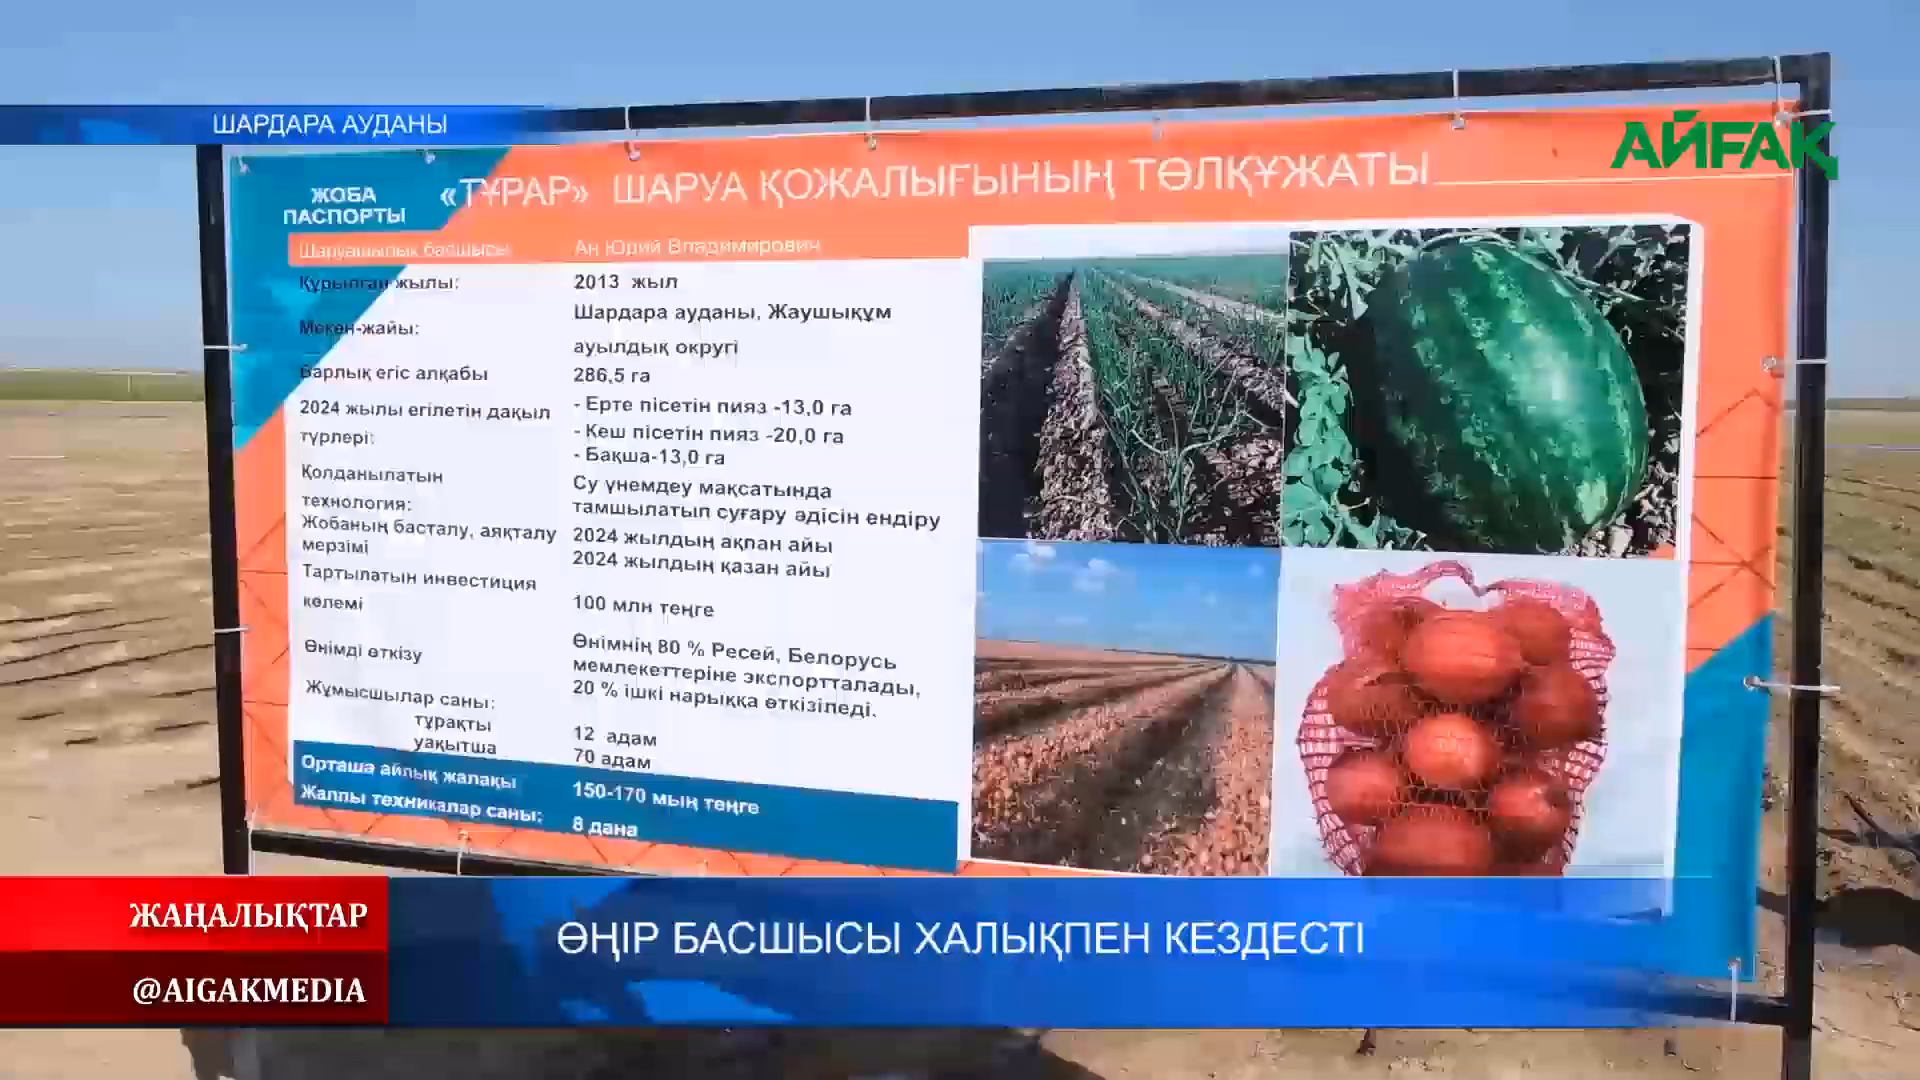 ШАРДАРА АУДАНЫ
АЙҒАҚ
ЖОБА
ПАСПОРТЫ
«ТҰРАР» ШАРУА ҚОЖАЛЫҒЫНЫҢ ТӨЛҚҰЖАТЫ
Шаруашылық басшысы Ан Юрий Владимирович
Құрылған жылы: 2013 жыл
Мекен-жайы: Шардара ауданы, Жаушықұм
ауылдық округі
Барлық егіс алқабы 286,5 га
2024 жылы егілетін дақыл
түрлері:
- Ерте пісетін пияз -13,0 га
- Кеш пісетін пияз -20,0 га
- Бақша-13,0 га
Қолданылатын
технология:
Су үнемдеу мақсатында
тамшылатып суғару әдісін ендіру
Жобаның басталу, аяқталу
мерзімі
2024 жылдың ақпан айы
2024 жылдың қазан айы
Тартылатын инвестиция
көлемі
100 млн теңге
Өнімді өткізу
Өнімнің 80 % Ресей, Белорусь
мемлекеттеріне экспортталады,
20 % ішкі нарыққа өткізіледі.
Жұмысшылар саны:
тұрақты 12 адам
уақытша 70 адам
Орташа айлық жалақы 150-170 мың теңге
Жалпы техникалар саны: 8 дана
ЖАҢАЛЫҚТАР
@AIGAKMEDIA
ӨҢІР БАСШЫСЫ ХАЛЫҚПЕН КЕЗДЕСТІ